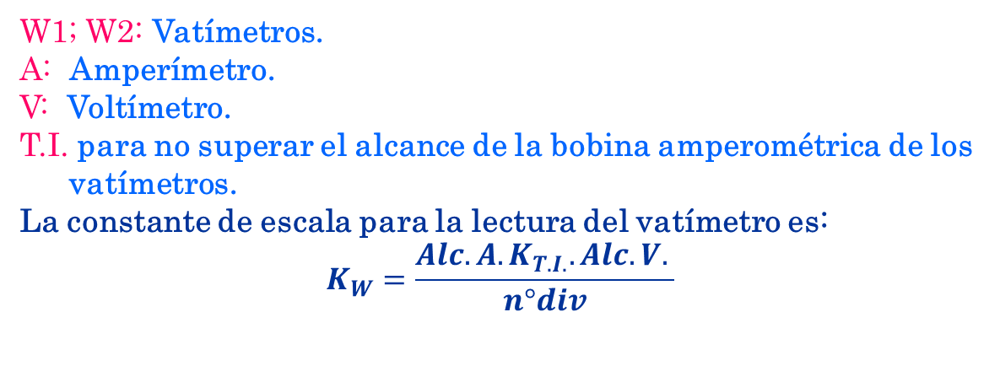 W1; W2: Vatímetros.
A: Amperímetro.
V: Voltímetro.
T.I. para no superar el alcance de la bobina amperométrica de los
vatímetros.
La constante de escala para la lectura del vatímetro es:
K_W = \frac{Alc. A. K_{T.I.}. Alc. V.}{n°div}